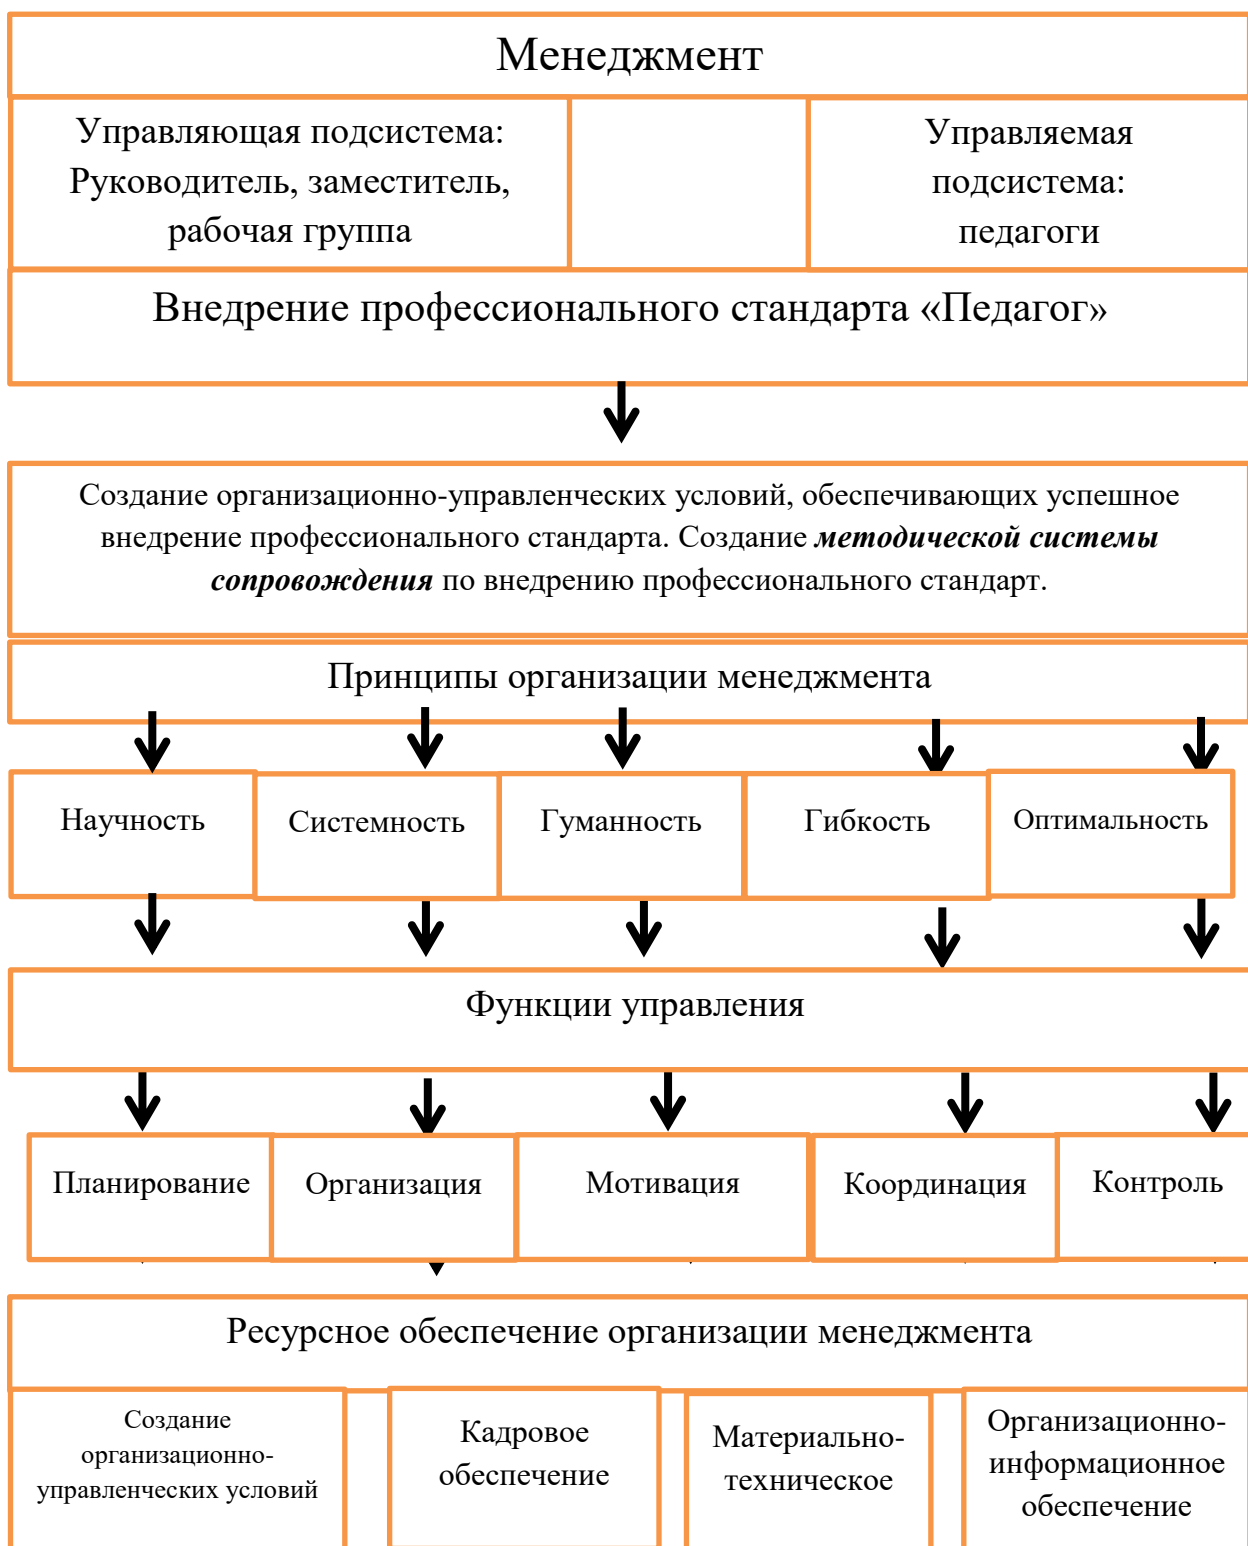 Менеджмент
Управляющая подсистема:
Руководитель, заместитель,
рабочая группа
Управляемая
подсистема:
педагоги
Внедрение профессионального стандарта «Педагог»
Создание организационно-управленческих условий, обеспечивающих успешное
внедрение профессионального стандарта. Создание методической системы
сопровождения по внедрению профессионального стандарт.
Принципы организации менеджмента
Научность
Системность
Гуманность
Гибкость
Оптимальность
Функции управления
Планирование
Организация
Мотивация
Координация
Контроль
Ресурсное обеспечение организации менеджмента
Создание
организационно-
управленческих условий
Кадровое
обеспечение
Материально-
техническое
Организационно-
информационное
обеспечение